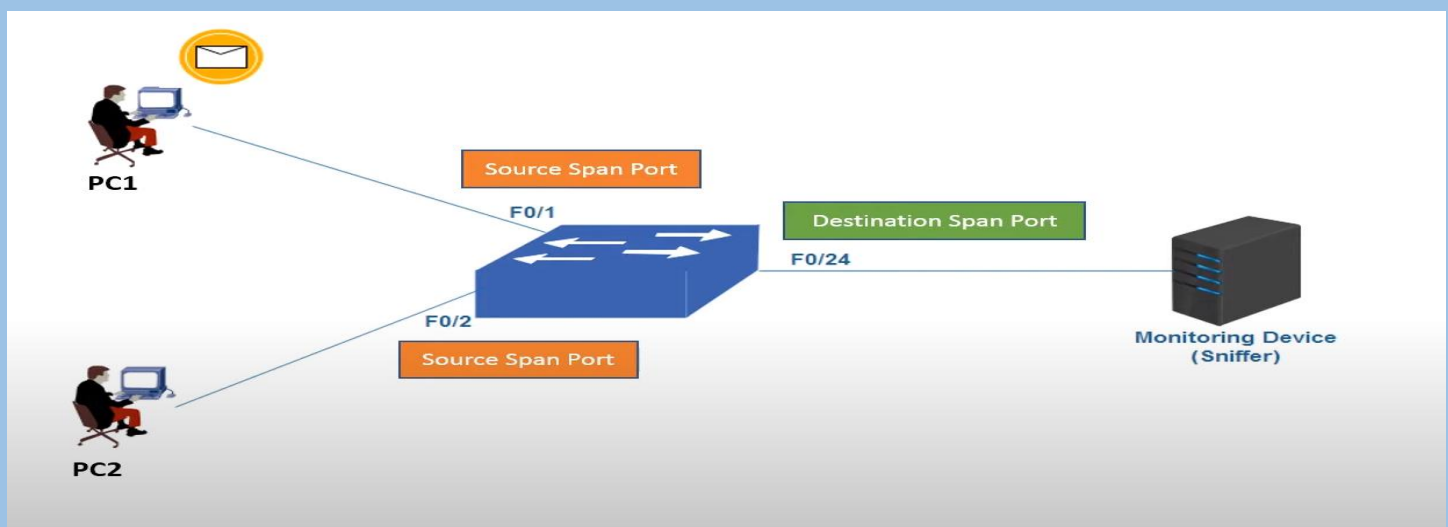 PC1
Source Span Port
F0/1
Destination Span Port
F0/24
F0/2
Source Span Port
Monitoring Device
(Sniffer)
PC2